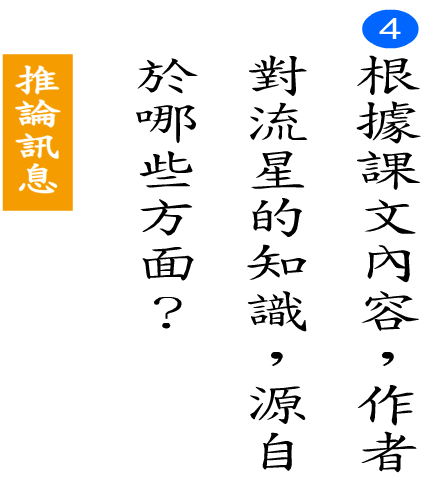 4
根據課文內容，作者
對流星的知識，源自
於哪些方面？
推論訊息